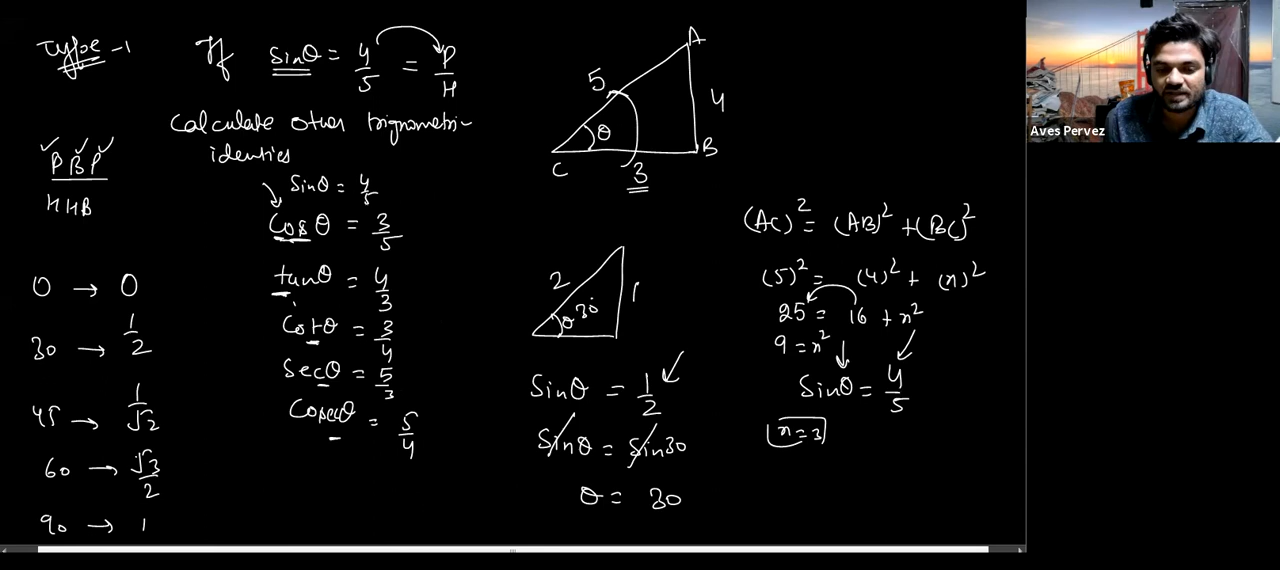 Type-1
If sinθ = 4/5 = P/H
Calculate other trignometric
identies
P B P
H H B
sinθ = 4/5
Cosθ = 3/5
tanθ = 4/3
Cotθ = 3/4
Secθ = 5/3
Cosecθ = 5/4
0 → 0
30 → 1/2
45 → 1/√2
60 → √3/2
90 → 1
A
5
4
θ
C
B
3
2
1
θ 30
Sinθ = 1/2
Sinθ = Sin30
θ = 30
(AC)² = (AB)² + (BC)²
(5)² = (4)² + (x)²
25 = 16 + x²
9 = x²
Sinθ = 4/5
x = 3
Aves Pervez